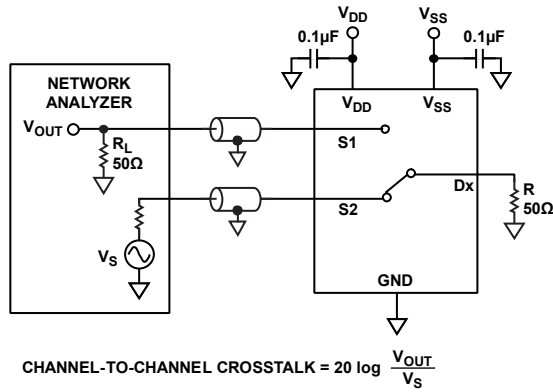 V_DD
V_SS
0.1µF
0.1µF
NETWORK
ANALYZER
V_DD
V_SS
V_OUT
S1
R_L
50Ω
Dx
R
50Ω
S2
V_S
GND
CHANNEL-TO-CHANNEL CROSSTALK = 20 log V_OUT / V_S